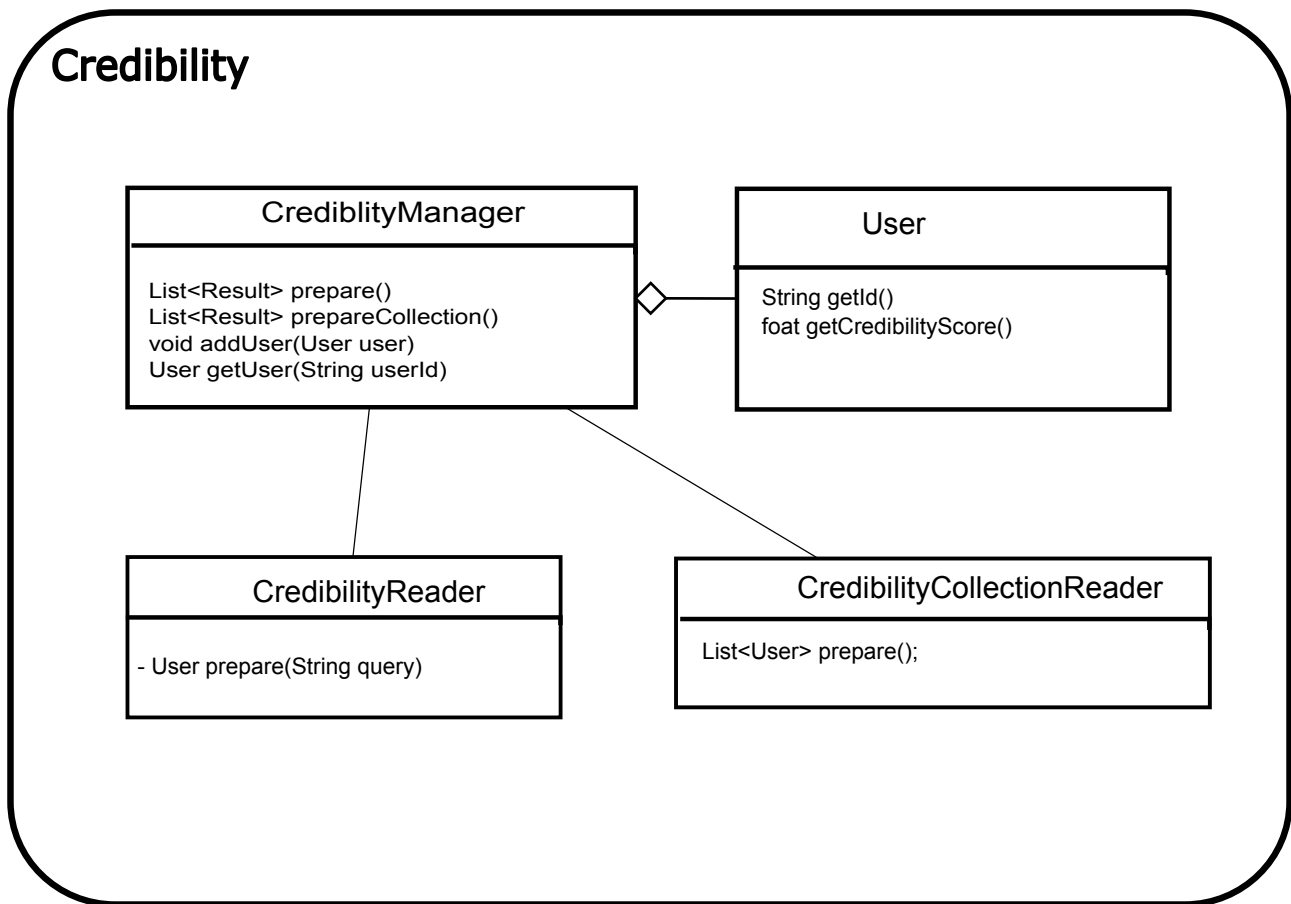 Credibility
CrediblityManager
List<Result> prepare()
List<Result> prepareCollection()
void addUser(User user)
User getUser(String userId)
User
String getId()
foat getCredibilityScore()
CredibilityReader
- User prepare(String query)
CredibilityCollectionReader
List<User> prepare();